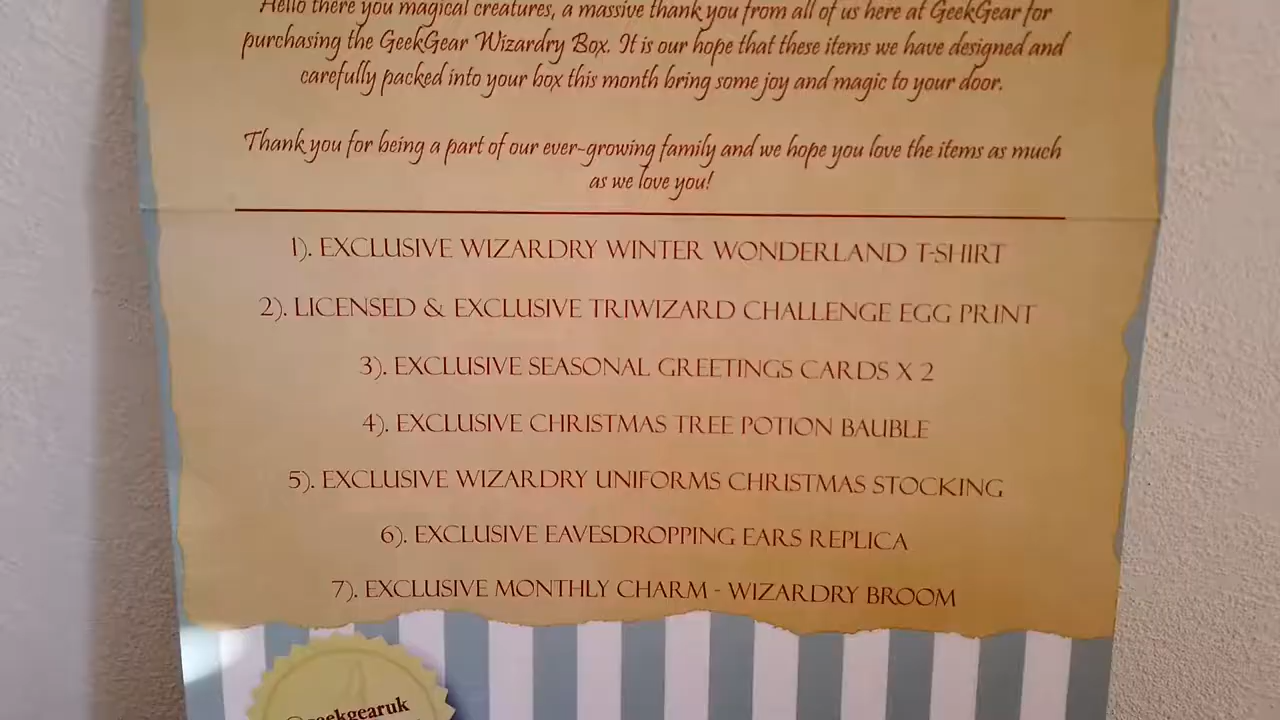 Hello there you magical creatures, a massive thank you from all of us here at GeekGear for
purchasing the GeekGear Wizardry Box. It is our hope that these items we have designed and
carefully packed into your box this month bring some joy and magic to your door.
Thank you for being a part of our ever-growing family and we hope you love the items as much
as we love you!
1). EXCLUSIVE WIZARDRY WINTER WONDERLAND T-SHIRT
2). LICENSED & EXCLUSIVE TRIWIZARD CHALLENGE EGG PRINT
3). EXCLUSIVE SEASONAL GREETINGS CARDS X 2
4). EXCLUSIVE CHRISTMAS TREE POTION BAUBLE
5). EXCLUSIVE WIZARDRY UNIFORMS CHRISTMAS STOCKING
6). EXCLUSIVE EAVESDROPPING EARS REPLICA
7). EXCLUSIVE MONTHLY CHARM - WIZARDRY BROOM
@geekgearuk